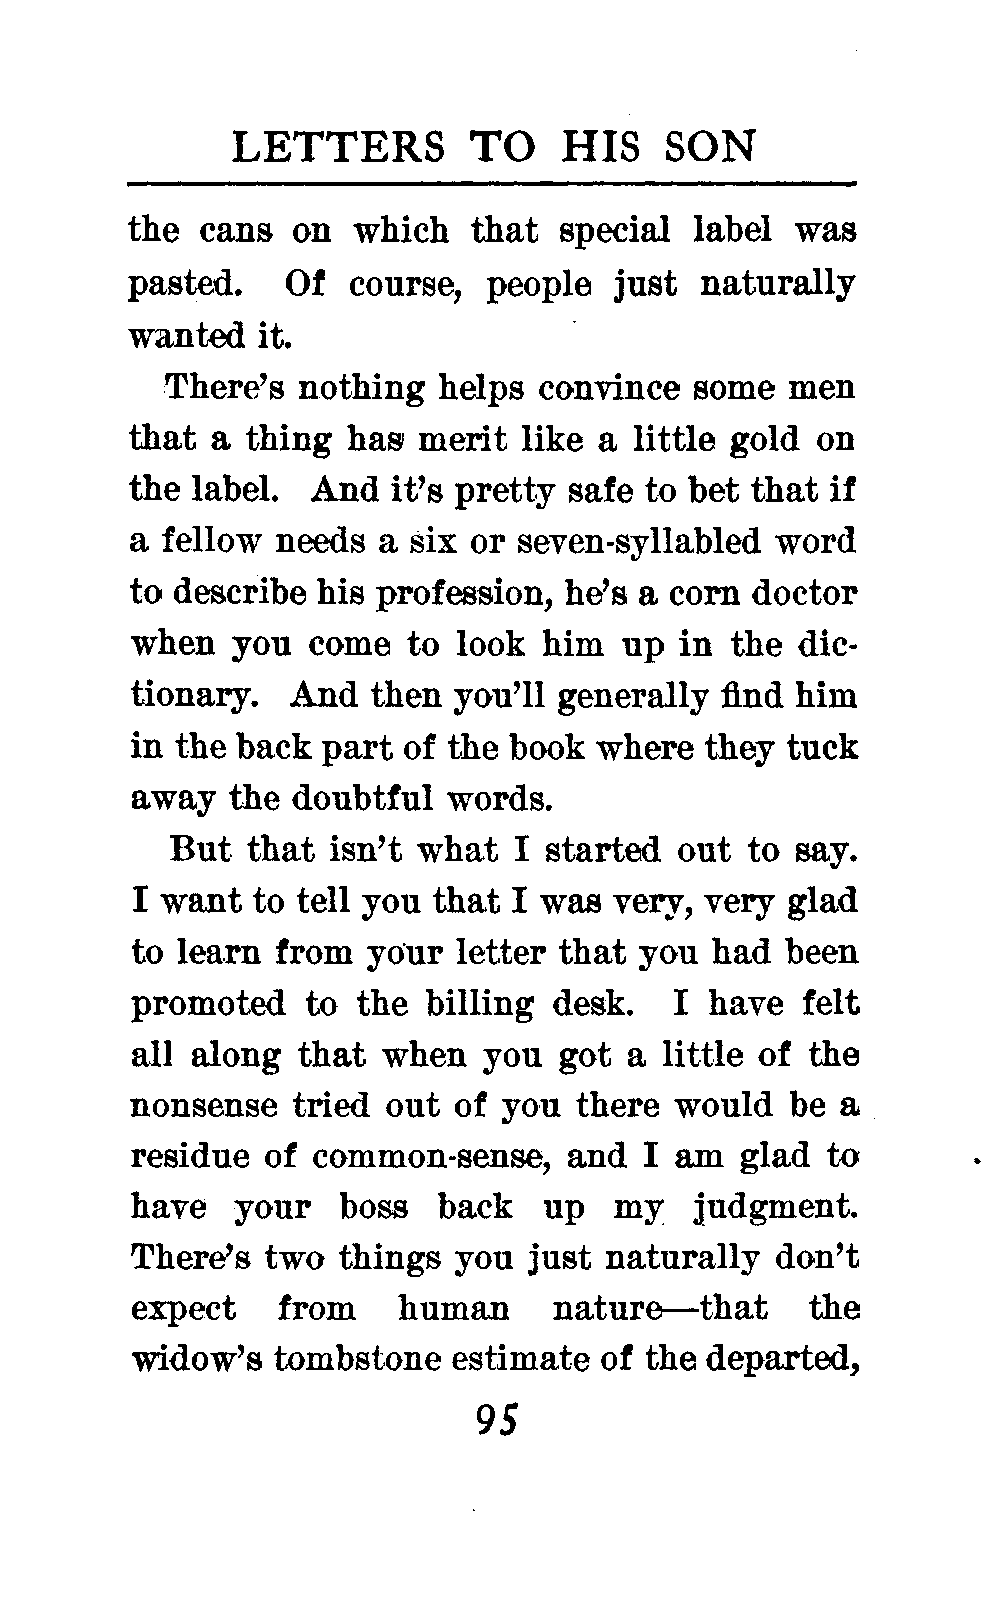 LETTERS TO HIS SON
the cans on which that special label was
pasted. Of course, people just naturally
wanted it.
There's nothing helps convince some men
that a thing has merit like a little gold on
the label. And it's pretty safe to bet that if
a fellow needs a six or seven-syllabled word
to describe his profession, he's a corn doctor
when you come to look him up in the dic-
tionary. And then you'll generally find him
in the back part of the book where they tuck
away the doubtful words.
But that isn't what I started out to say.
I want to tell you that I was very, very glad
to learn from your letter that you had been
promoted to the billing desk. I have felt
all along that when you got a little of the
nonsense tried out of you there would be a
residue of common-sense, and I am glad to
have your boss back up my judgment.
There's two things you just naturally don't
expect from human nature—that the
widow's tombstone estimate of the departed,
95